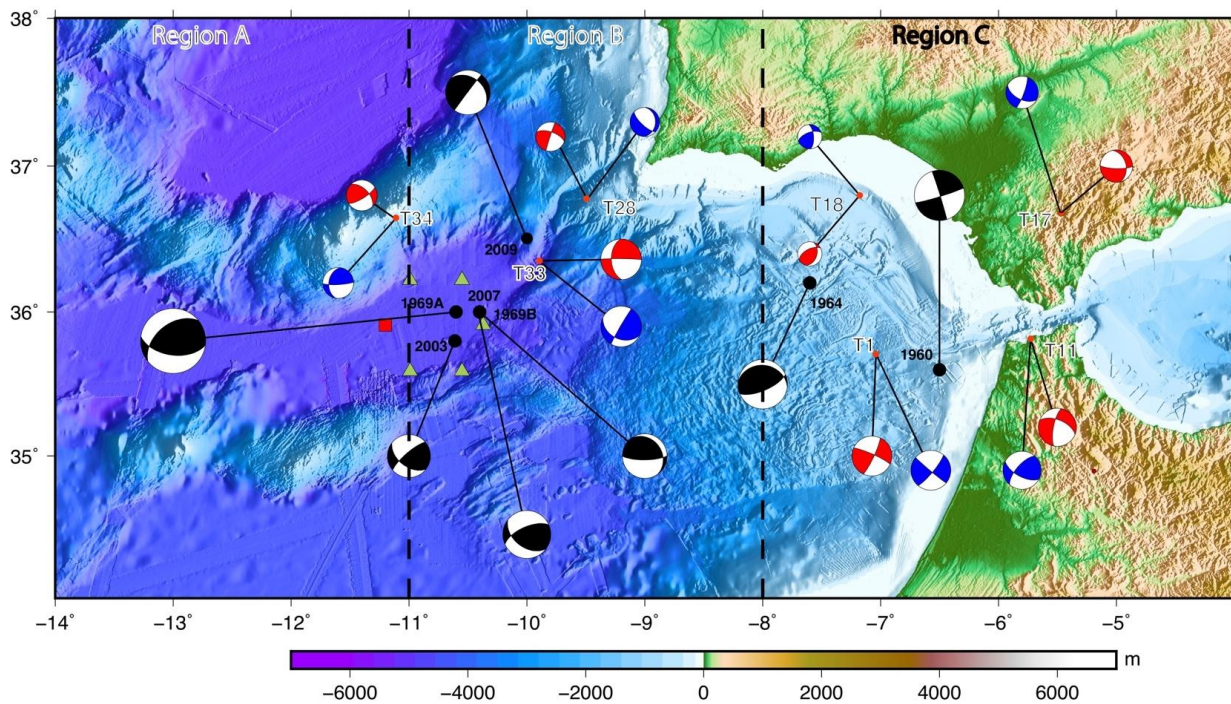 38°
Region A
Region B
Region C
37°
T34
T28
T18
T17
2009
T33
36°
1969A
2007
1969B
1964
2003
T1
1960
T11
35°
−14
−13
−12
−11
−10
−9
−8
−7
−6
−5
m
−6000
−4000
−2000
0
2000
4000
6000